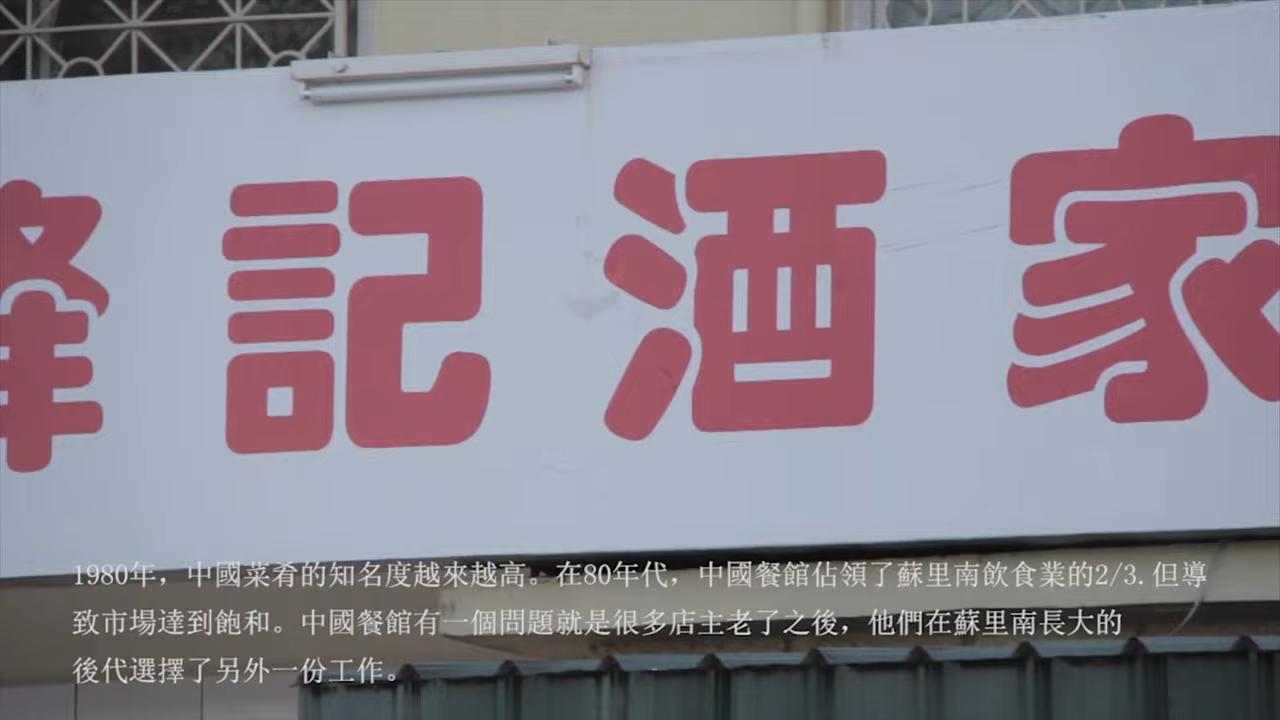 記酒家
1980年，中國菜肴的知名度越來越高。在80年代，中國餐館佔領了蘇里南飲食業的2/3.但導
致市場達到飽和。中國餐館有一個問題就是很多店主老了之後，他們在蘇里南長大的
後代選擇了另外一份工作。